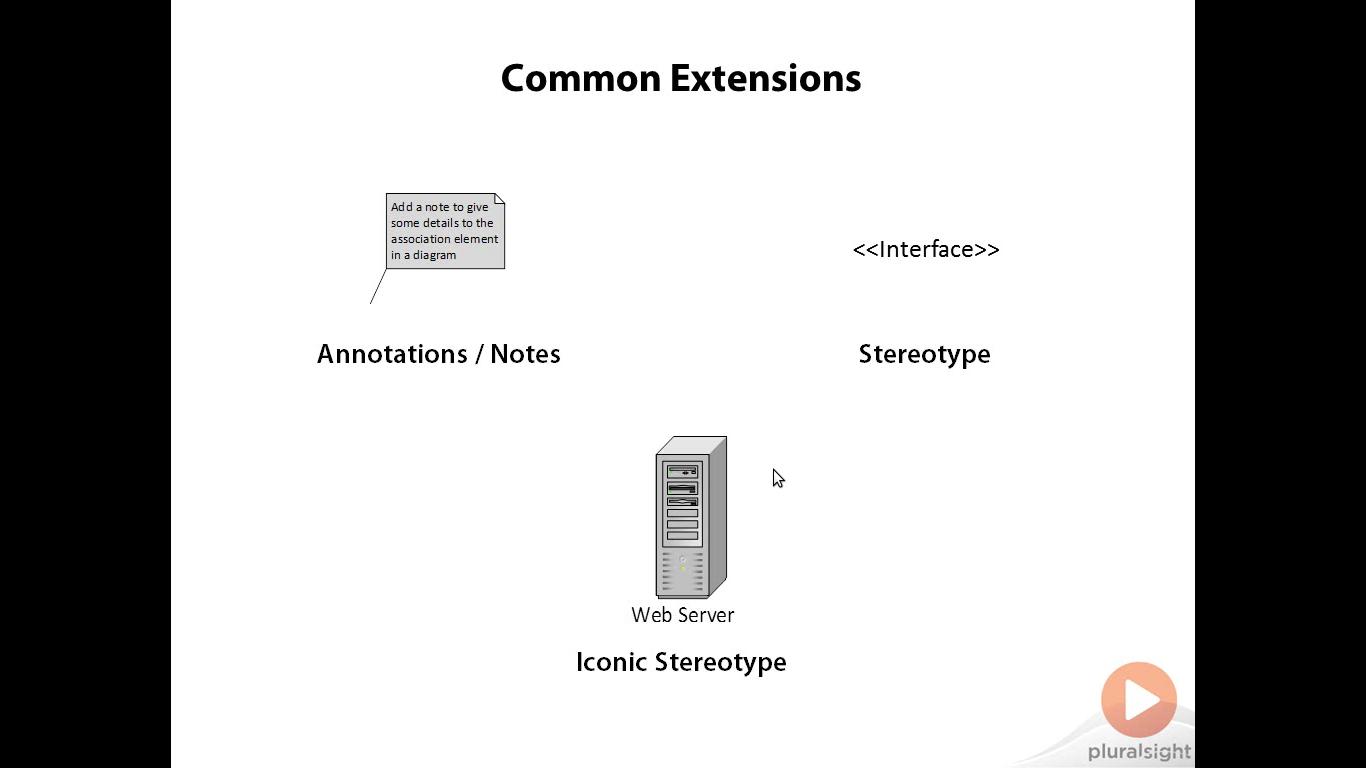 Common Extensions
Add a note to give
some details to the
association element
in a diagram
<<Interface>>
Annotations / Notes
Stereotype
Web Server
Iconic Stereotype
pluralsight